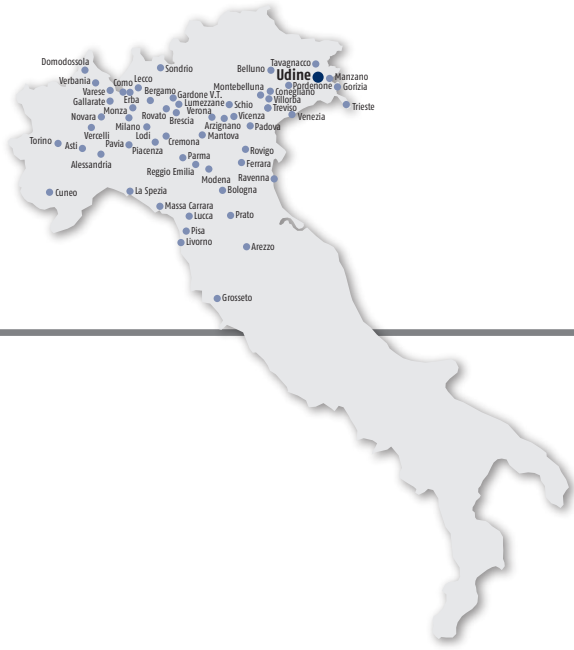 Domodossola
Sondrio
Belluno
Tavagnacco
Udine
Manzano
Verbania
Como
Lecco
Varese
Bergamo
Montebelluna
Pordenone
Gorizia
Gallarate
Erba
Gardone V.T.
Conegliano
Lumezzane
Schio
Villorba
Trieste
Monza
Rovato
Verona
Treviso
Novara
Brescia
Vicenza
Venezia
Milano
Arzignano
Padova
Vercelli
Lodi
Mantova
Torino
Asti
Pavia
Cremona
Piacenza
Rovigo
Alessandria
Parma
Ferrara
Reggio Emilia
Modena
Ravenna
Cuneo
La Spezia
Bologna
Massa Carrara
Lucca
Prato
Pisa
Livorno
Arezzo
Grosseto